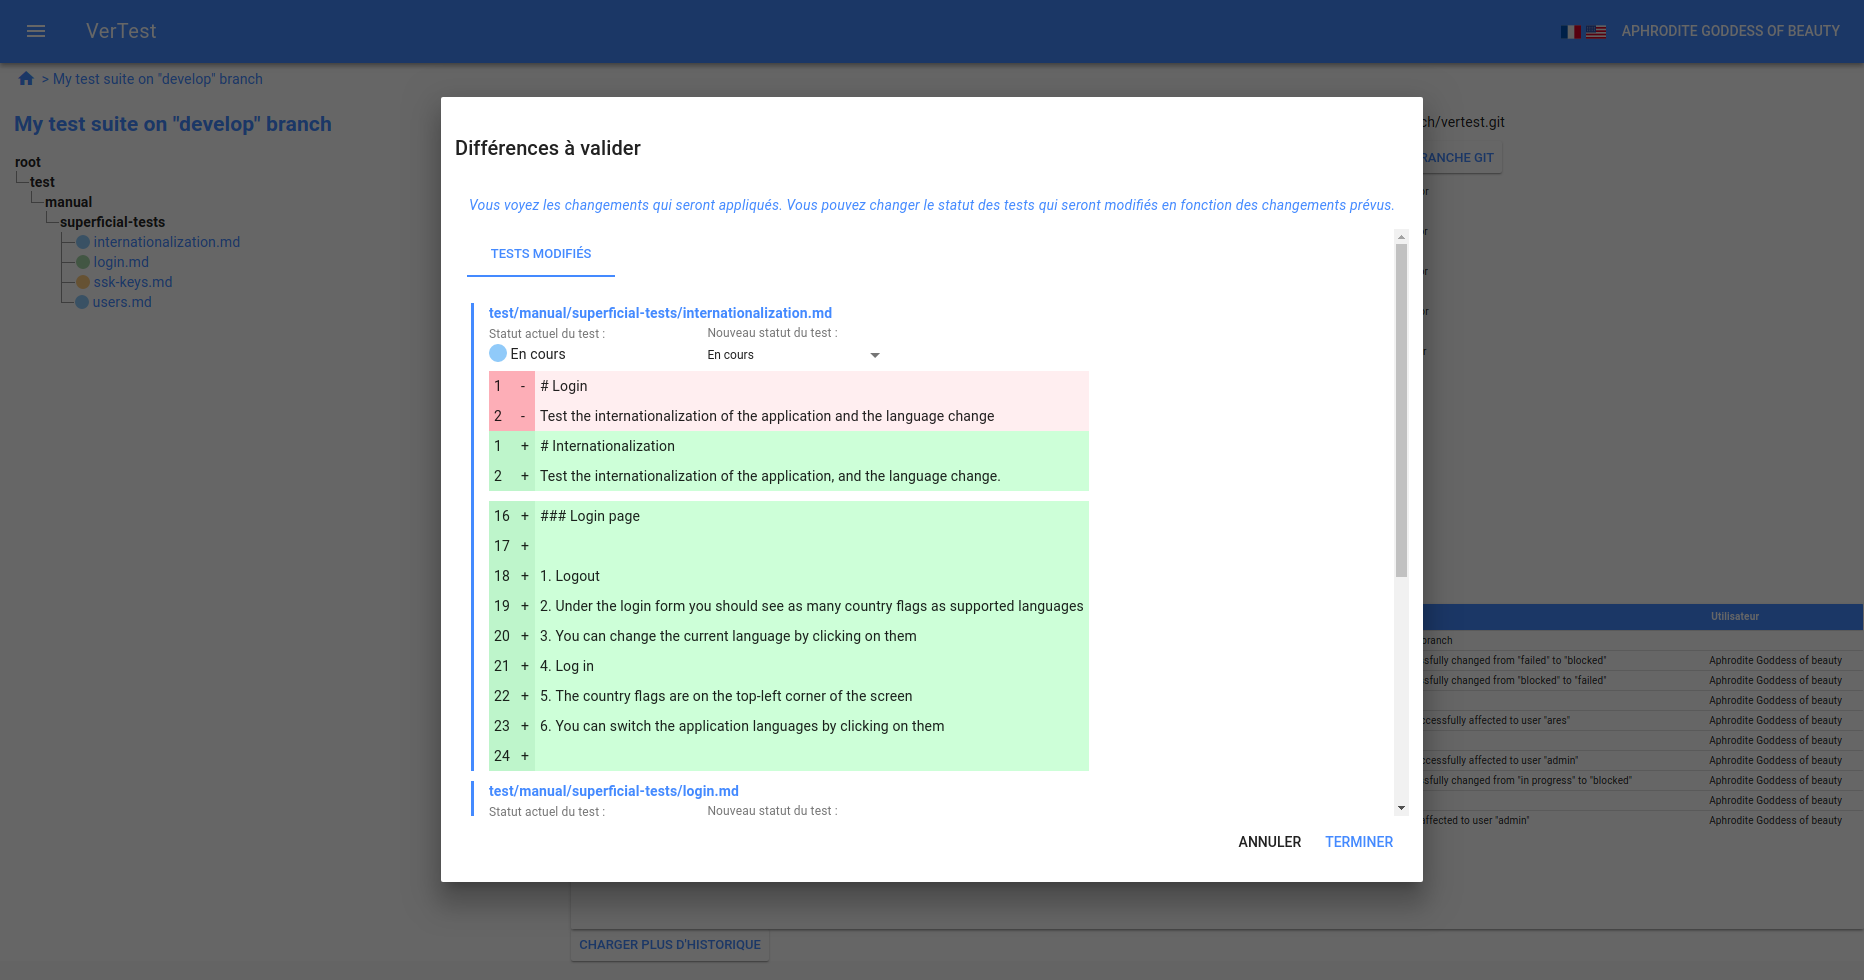 VerTest
APHRODITE GODDESS OF BEAUTY
> My test suite on "develop" branch
My test suite on "develop" branch
root
test
manual
superficial-tests
internationalization.md
login.md
ssk-keys.md
users.md
ch/vertest.git
RANCHE GIT
or
or
or
or
r
Différences à valider
Vous voyez les changements qui seront appliqués. Vous pouvez changer le statut des tests qui seront modifiés en fonction des changements prévus.
TESTS MODIFIÉS
test/manual/superficial-tests/internationalization.md
Statut actuel du test : Nouveau statut du test :
En cours En cours
1 - # Login
2 - Test the internationalization of the application and the language change
1 + # Internationalization
2 + Test the internationalization of the application, and the language change.
16 + ### Login page
17 +
18 + 1. Logout
19 + 2. Under the login form you should see as many country flags as supported languages
20 + 3. You can change the current language by clicking on them
21 + 4. Log in
22 + 5. The country flags are on the top-left corner of the screen
23 + 6. You can switch the application languages by clicking on them
24 +
test/manual/superficial-tests/login.md
Statut actuel du test : Nouveau statut du test :
ANNULER TERMINER
Utilisateur
branch
sfully changed from "failed" to "blocked" Aphrodite Goddess of beauty
sfully changed from "blocked" to "failed" Aphrodite Goddess of beauty
Aphrodite Goddess of beauty
ccessfully affected to user "ares" Aphrodite Goddess of beauty
Aphrodite Goddess of beauty
ccessfully affected to user "admin" Aphrodite Goddess of beauty
sfully changed from "in progress" to "blocked" Aphrodite Goddess of beauty
Aphrodite Goddess of beauty
affected to user "admin" Aphrodite Goddess of beauty
CHARGER PLUS D'HISTORIQUE